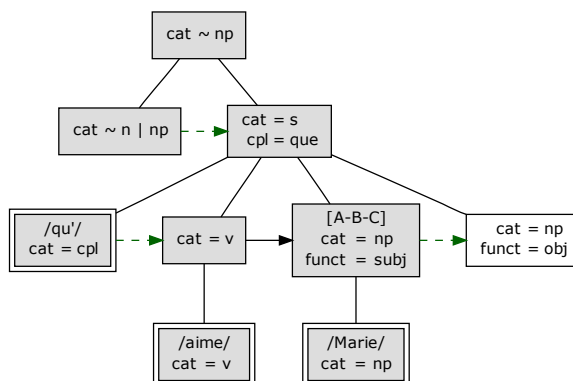 cat ~ np
cat ~ n | np
cat = s
cpl = que
/qu'/
cat = cpl
cat = v
[A-B-C]
cat = np
funct = subj
cat = np
funct = obj
/aime/
cat = v
/Marie/
cat = np